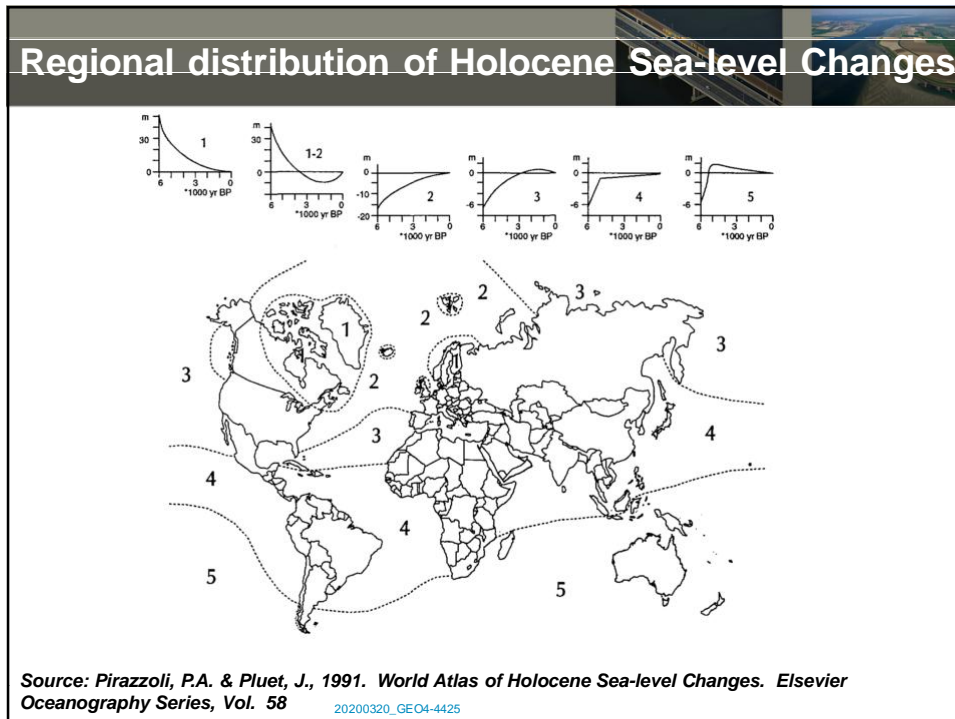 Regional distribution of Holocene Sea-level Changes
m
30
0
1
6 3 0
*1000 yr BP
m
30
0
1-2
6 3 0
*1000 yr BP
m
0
-10
-20
2
6 3 0
*1000 yr BP
m
0
-6
3
6 3 0
*1000 yr BP
m
0
-6
4
6 3 0
*1000 yr BP
m
0
-6
5
6 3 0
*1000 yr BP
2 3
2
1
3 2 3
3 4
4
4
5 5
Source: Pirazzoli, P.A. & Pluet, J., 1991. World Atlas of Holocene Sea-level Changes. Elsevier
Oceanography Series, Vol. 58
20200320_GEO4-4425